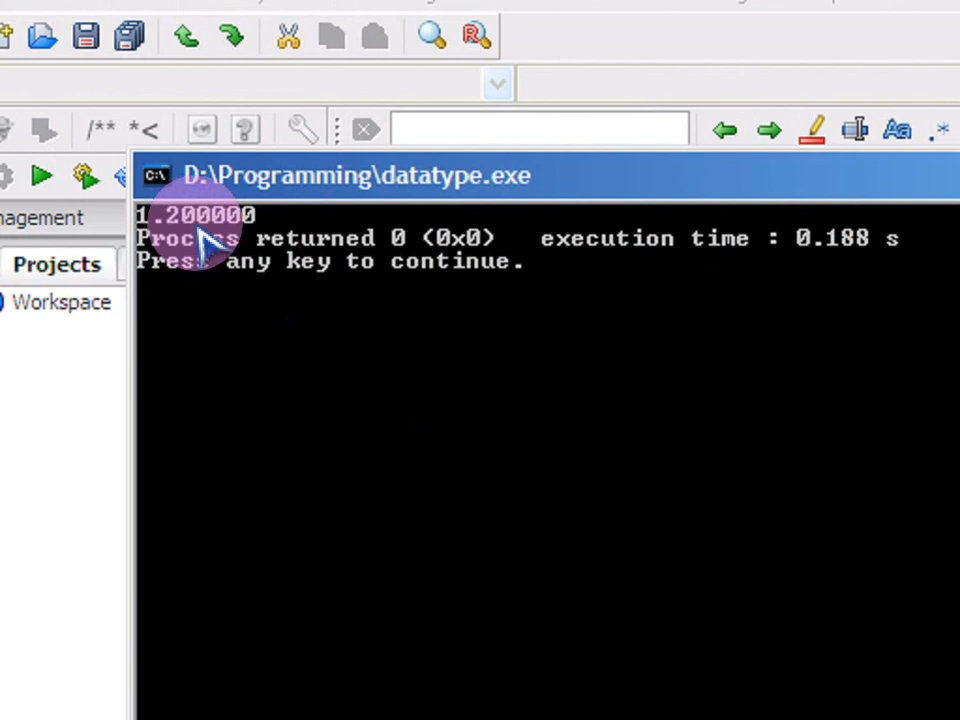 /** *<
Aa .*
C:\ D:\Programming\datatype.exe
nagement
1.200000
Process returned 0 (0x0) execution time : 0.188 s
Projects
Press any key to continue.
Workspace